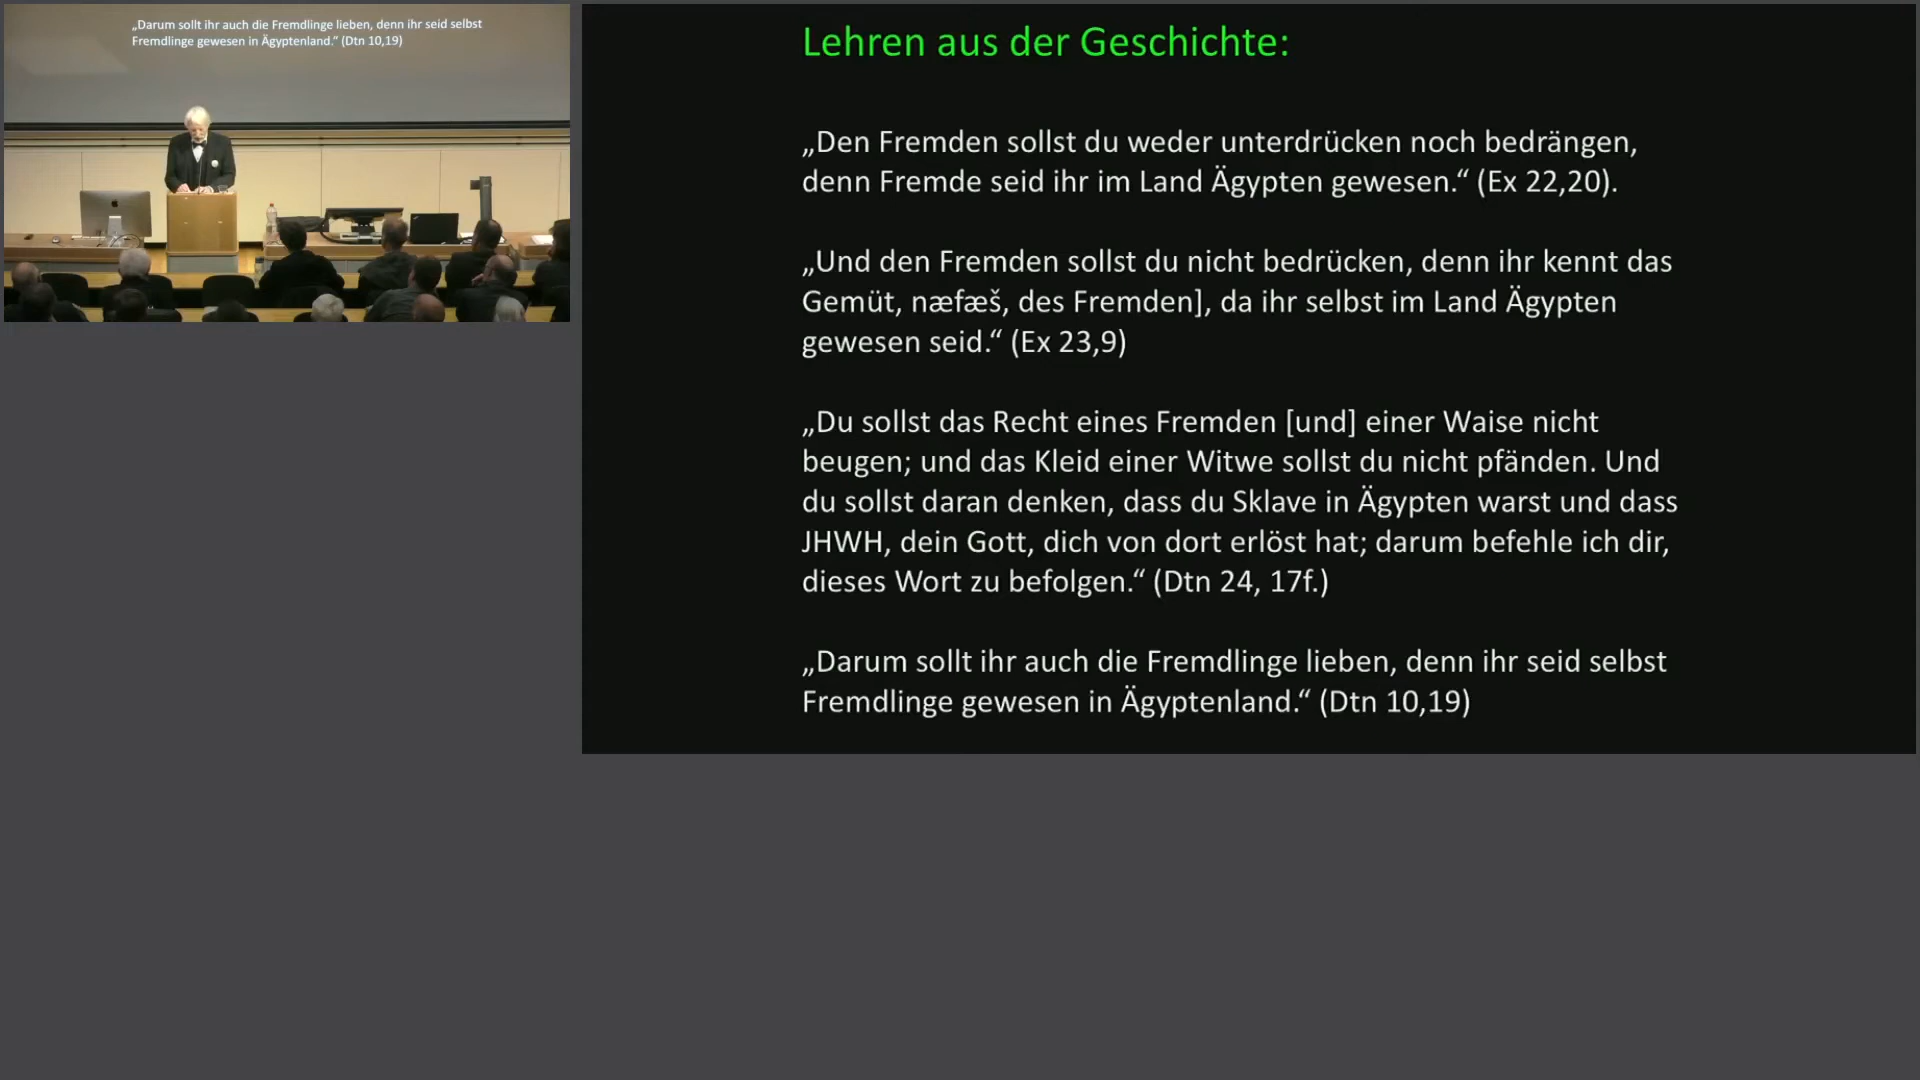 „Darum sollt ihr auch die Fremdlinge lieben, denn ihr seid selbst
Fremdlinge gewesen in Ägyptenland.“ (Dtn 10,19)
Lehren aus der Geschichte:
„Den Fremden sollst du weder unterdrücken noch bedrängen,
denn Fremde seid ihr im Land Ägypten gewesen.“ (Ex 22,20).
„Und den Fremden sollst du nicht bedrücken, denn ihr kennt das
Gemüt, næfæš, des Fremden], da ihr selbst im Land Ägypten
gewesen seid.“ (Ex 23,9)
„Du sollst das Recht eines Fremden [und] einer Waise nicht
beugen; und das Kleid einer Witwe sollst du nicht pfänden. Und
du sollst daran denken, dass du Sklave in Ägypten warst und dass
JHWH, dein Gott, dich von dort erlöst hat; darum befehle ich dir,
dieses Wort zu befolgen.“ (Dtn 24, 17f.)
„Darum sollt ihr auch die Fremdlinge lieben, denn ihr seid selbst
Fremdlinge gewesen in Ägyptenland.“ (Dtn 10,19)